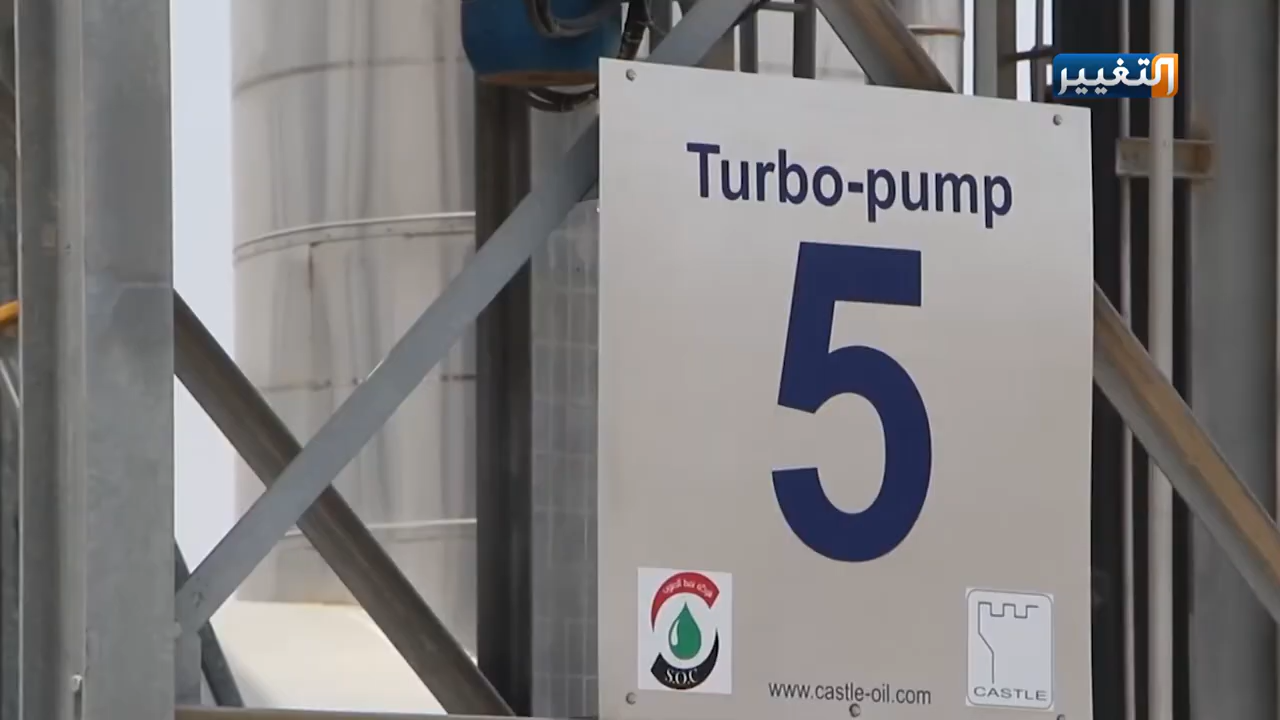 التغيير
Turbo-pump
5
S.O.C
www.castle-oil.com
CASTLE